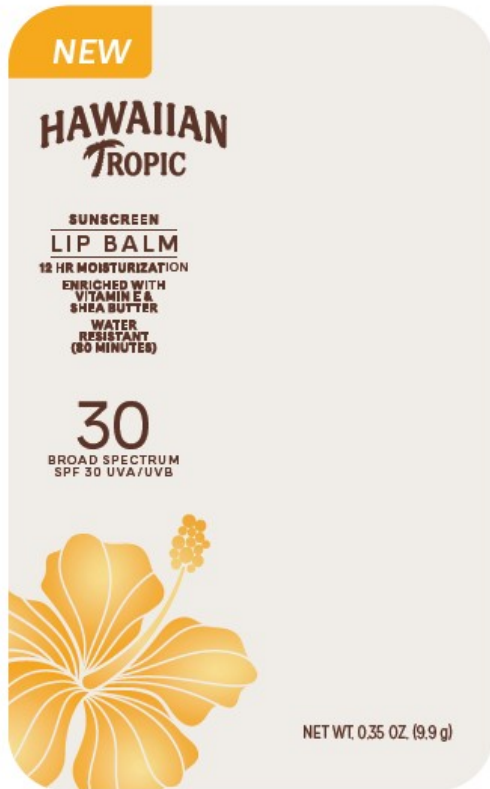 NEW
HAWAIIAN
TROPIC
SUNSCREEN
LIP BALM
12 HR MOISTURIZATION
ENRICHED WITH
VITAMIN E &
SHEA BUTTER
WATER
RESISTANT
(80 MINUTES)
30
BROAD SPECTRUM
SPF 30 UVA/UVB
NET WT. 0.35 OZ. (9.9 g)